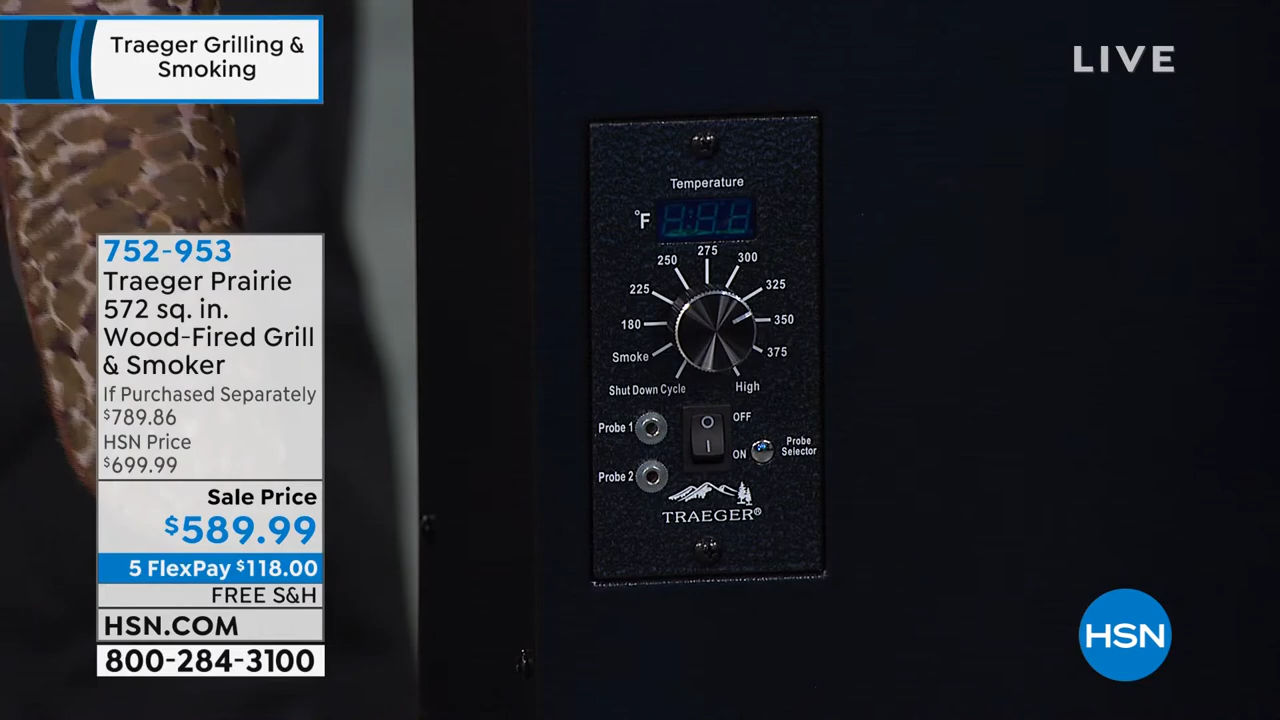 Traeger Grilling &
Smoking
LIVE
752-953
Traeger Prairie
572 sq. in.
Wood-Fired Grill
& Smoker
If Purchased Separately
$789.86
HSN Price
$699.99
Sale Price
$589.99
5 FlexPay $118.00
FREE S&H
HSN.COM
800-284-3100
Temperature
°F
275
250 300
225 325
180 350
Smoke 375
Shut Down Cycle High
OFF
Probe 1
ON
Probe
Selector
Probe 2
TRAEGER®
HSN